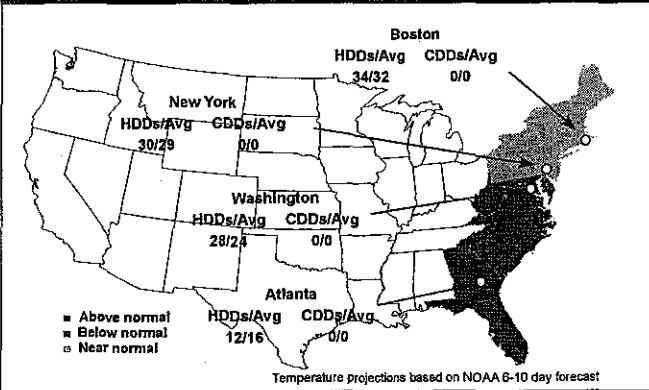 Boston
HDDs/Avg CDDs/Avg
34/32 0/0
New York
HDDs/Avg CDDs/Avg
30/29 0/0
Washington
HDDs/Avg CDDs/Avg
28/24 0/0
Atlanta
HDDs/Avg CDDs/Avg
12/16 0/0
Above normal
Below normal
Near normal
Temperature projections based on NOAA 6-10 day forecast